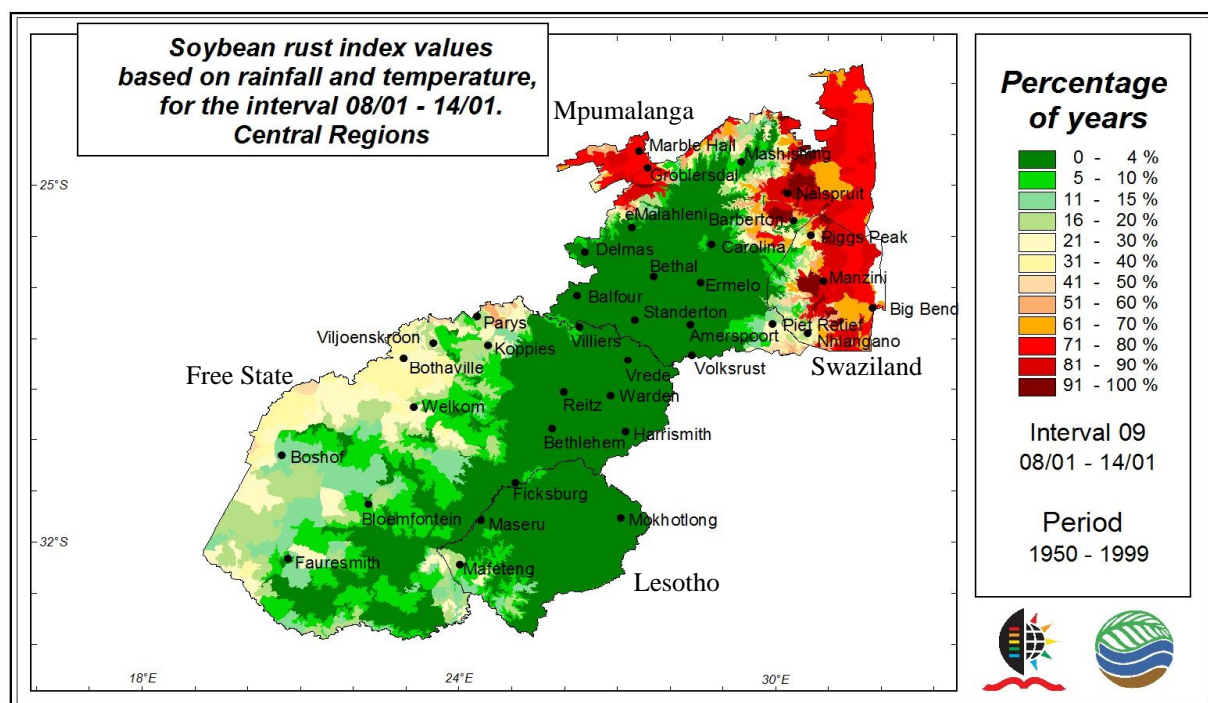 Soybean rust index values
based on rainfall and temperature,
for the interval 08/01 - 14/01.
Central Regions
Mpumalanga
Marble Hall
Mashishing
Groblersdal
25°S
Nelspruit
eMalahleni
Barberton
Piggs Peak
Carolina
Delmas
Bethal
Manzini
Ermelo
Balfour
Big Bend
Standerton
Parys
Piet Retief
Amerspoort
Villiers
Nhlangano
Viljoenskroon
Koppies
Swaziland
Volksrust
Bothaville
Vrede
Free State
Reitz
Warden
Welkom
Bethlehem
Harrismith
Boshof
Ficksburg
Bloemfontein
Maseru
Mokhotlong
32°S
Fauresmith
Mafeteng
Lesotho
18°E
24°E
30°E
Percentage
of years
0 - 4 %
5 - 10 %
11 - 15 %
16 - 20 %
21 - 30 %
31 - 40 %
41 - 50 %
51 - 60 %
61 - 70 %
71 - 80 %
81 - 90 %
91 - 100 %
Interval 09
08/01 - 14/01
Period
1950 - 1999